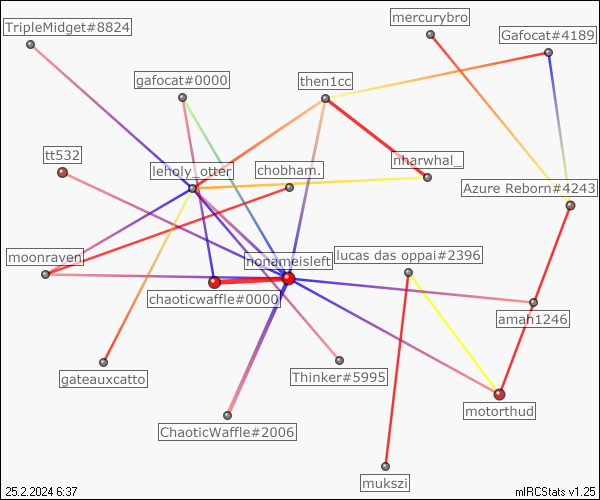 mercurybro
TripleMidget#8824
Gafocat#4189
gafocat#0000
then1cc
tt532
nharwhal_
leholy_otter
chobham.
Azure Reborn#4243
moonraven
nonameisleft
lucas das oppai#2396
chaoticwaffle#0000
amah1246
gateauxcatto
Thinker#5995
motorthud
ChaoticWaffle#2006
mukszi
25.2.2024 6:37
mIRCStats v1.25